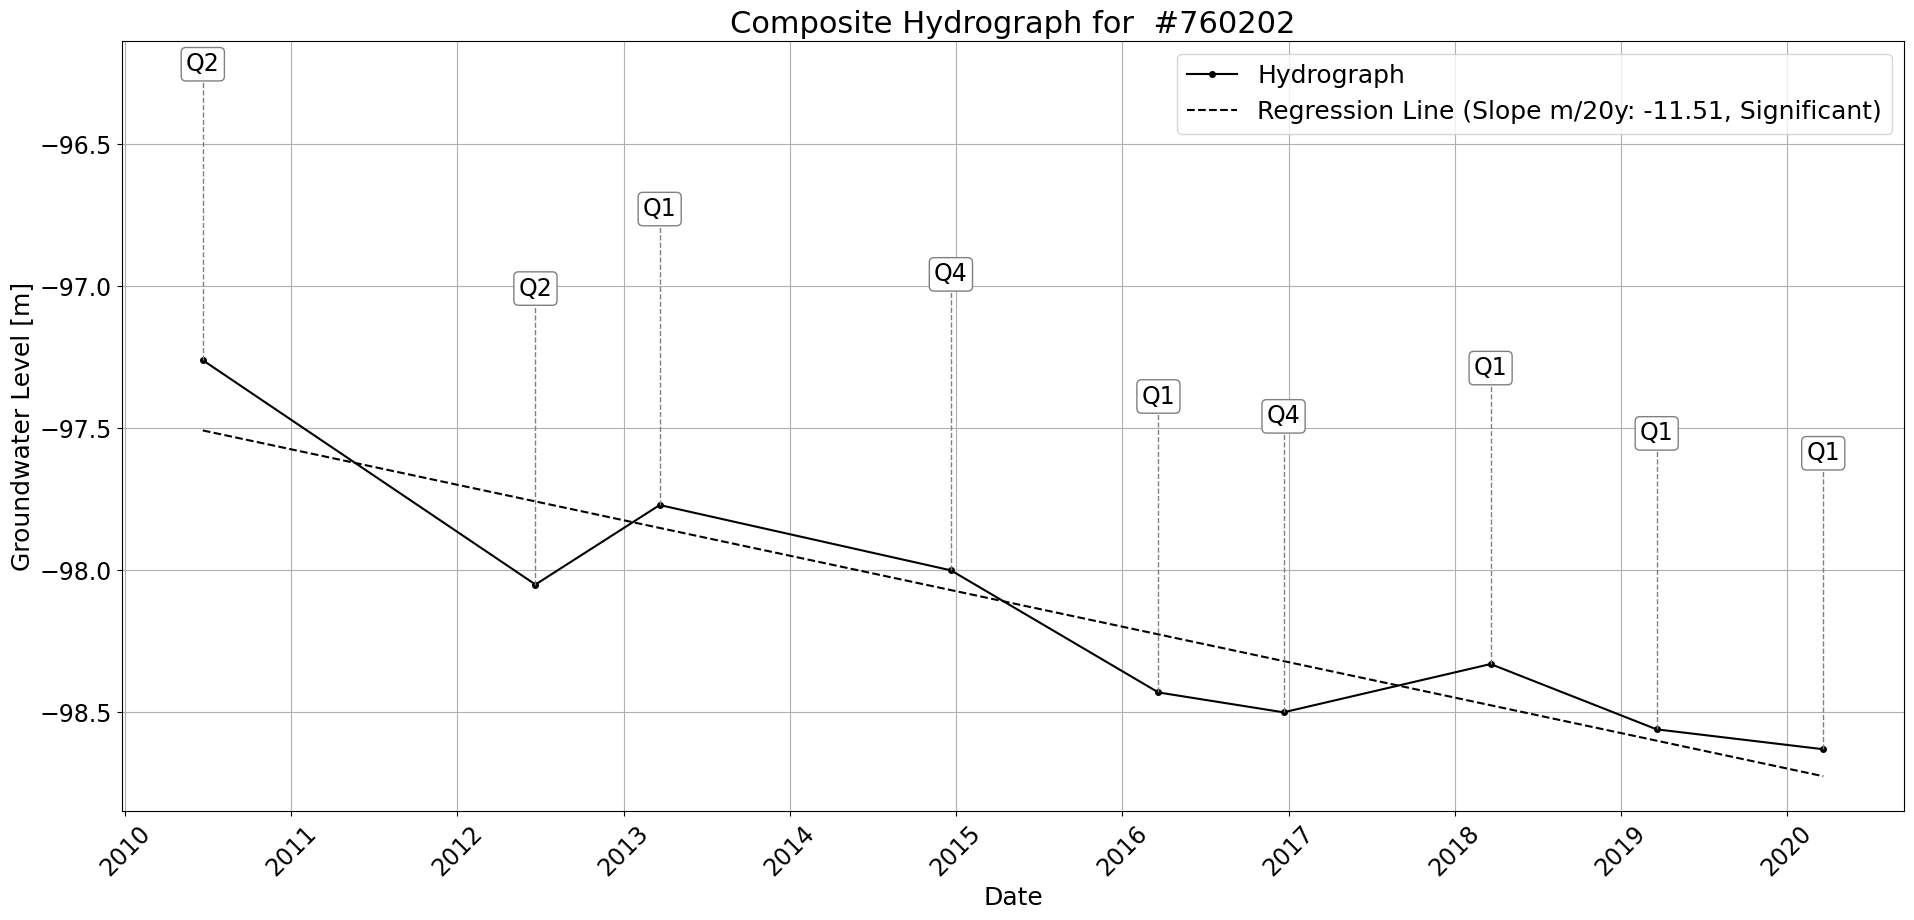 Composite Hydrograph for  #760202
Hydrograph
Regression Line (Slope m/20y: -11.51, Significant)
Q2
Q2
Q1
Q4
Q1
Q4
Q1
Q1
Q1
Groundwater Level [m]
−96.5
−97.0
−97.5
−98.0
−98.5
2010
2011
2012
2013
2014
2015
2016
2017
2018
2019
2020
Date